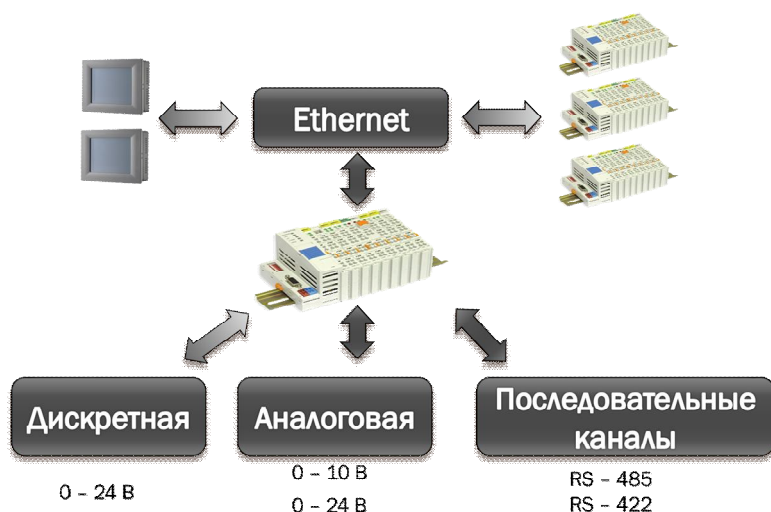 Ethernet
Дискретная
Аналоговая
Последовательные
каналы
0 – 24 В
0 – 10 В
0 – 24 В
RS – 485
RS – 422